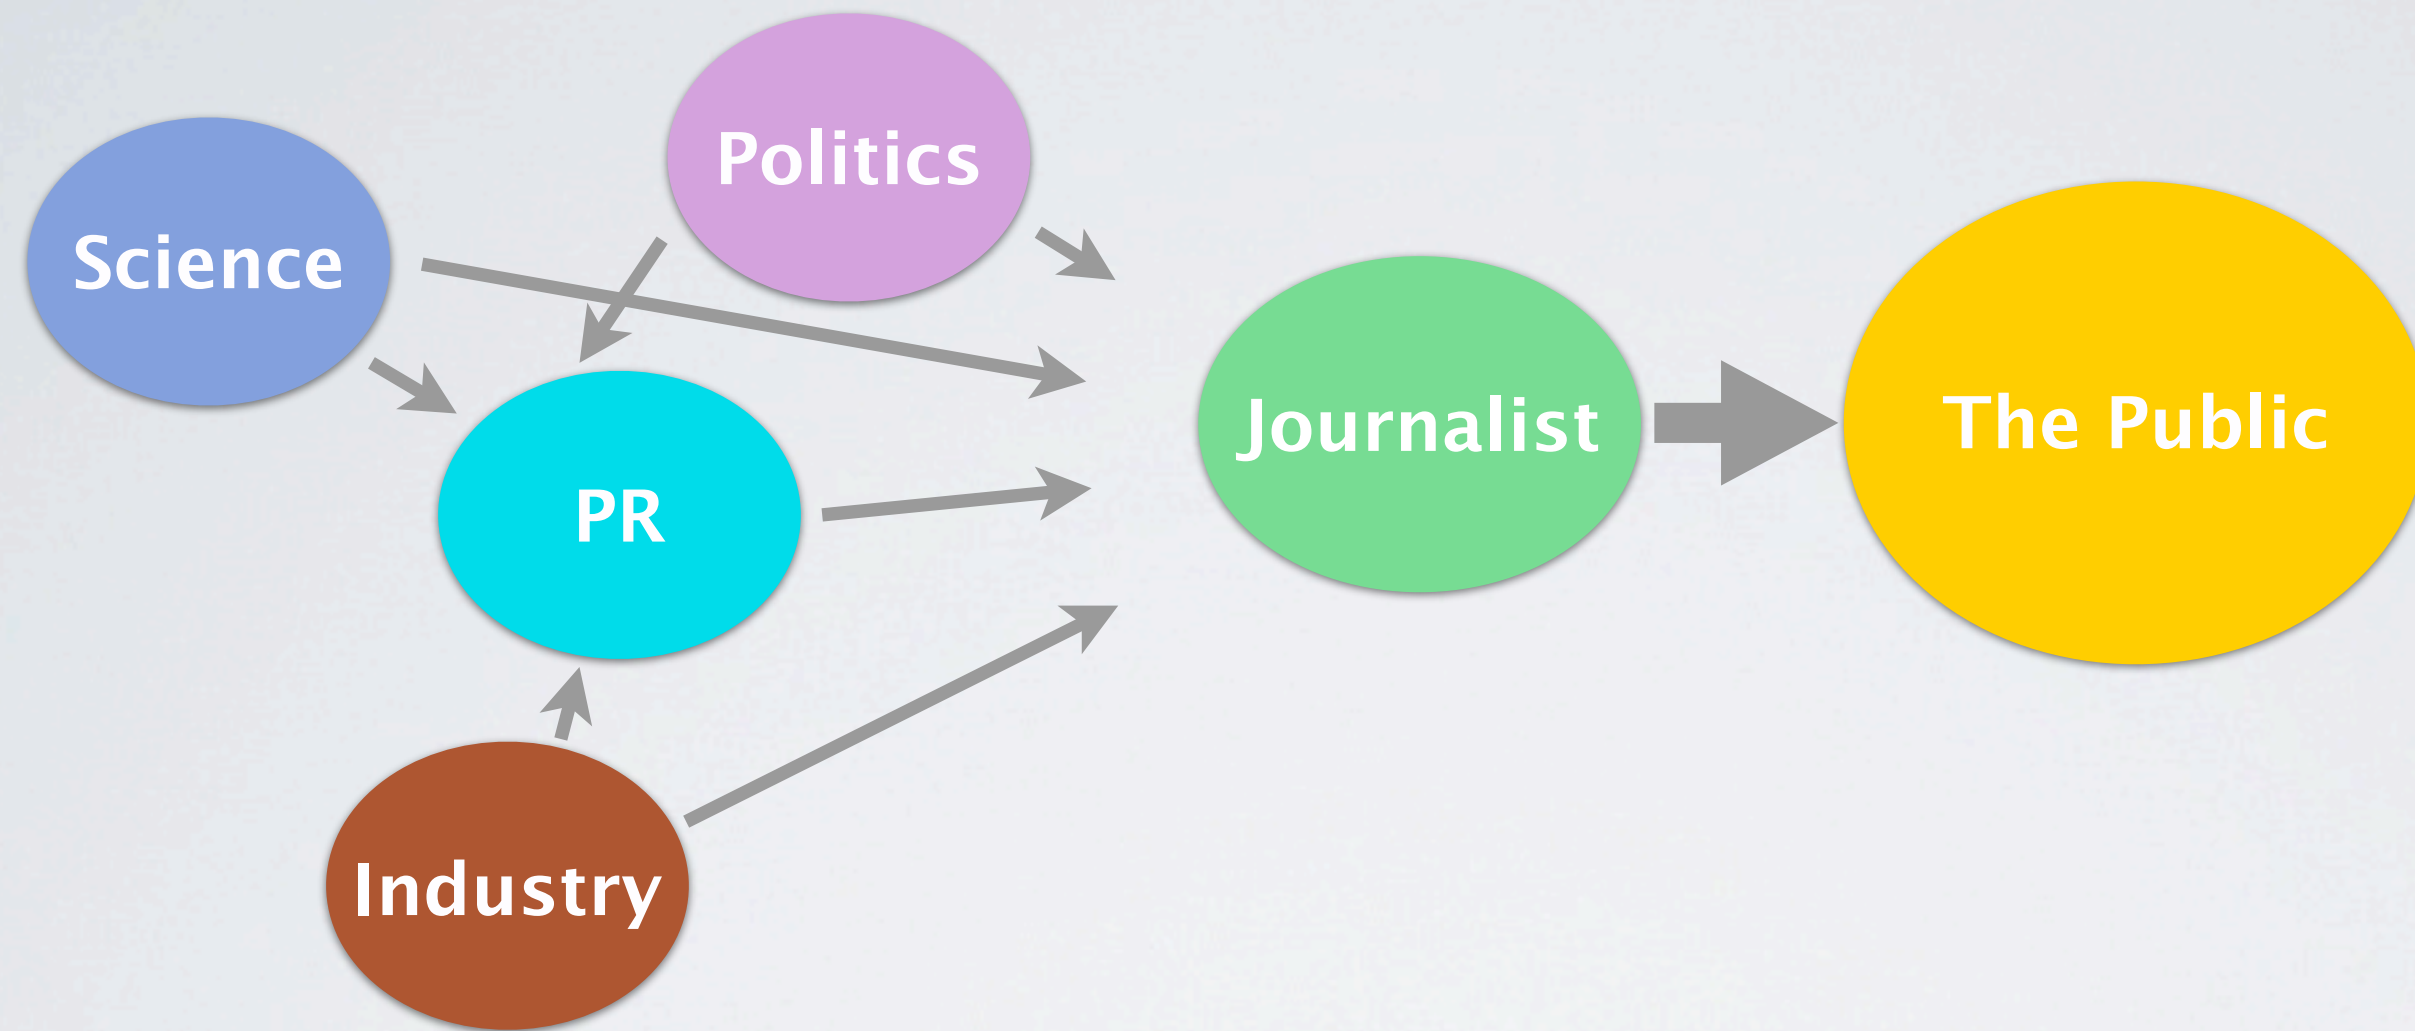 Politics
Science
Journalist
The Public
PR
Industry